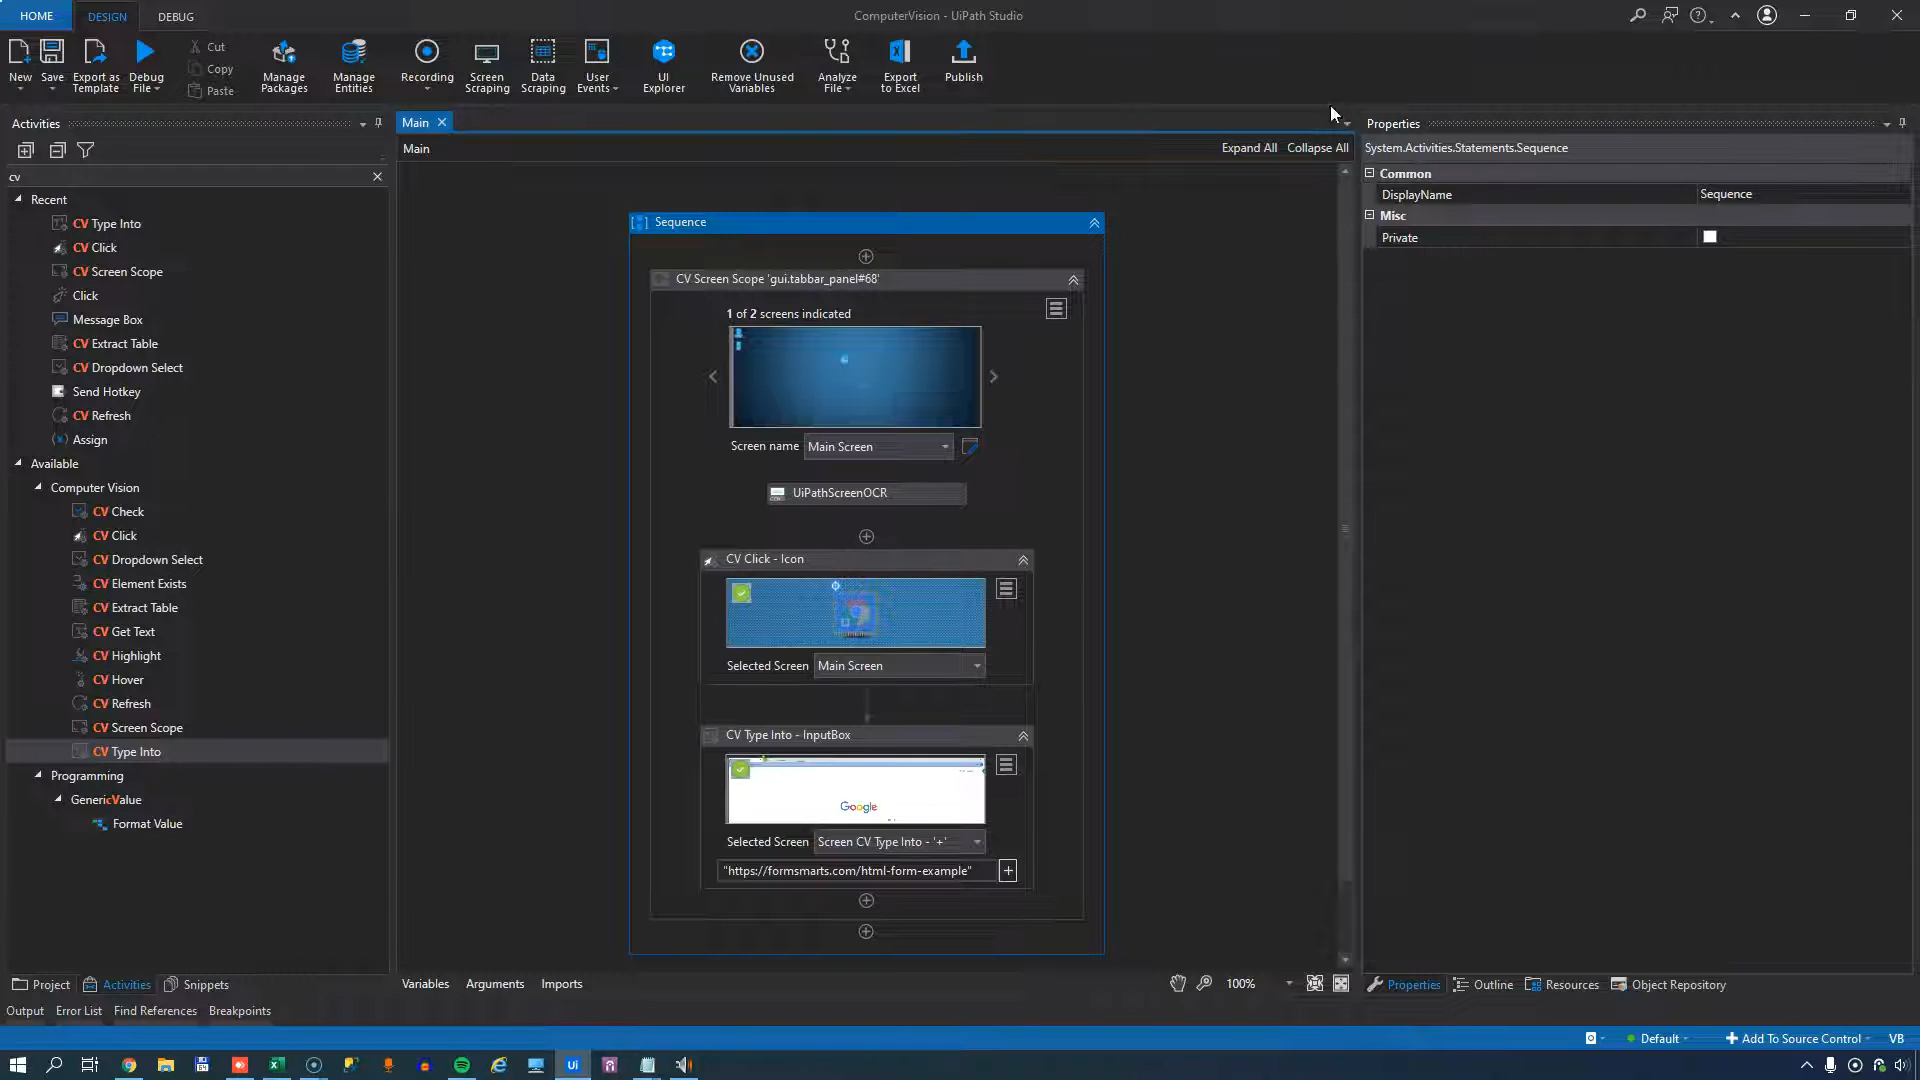 HOME
DESIGN
DEBUG
ComputerVision - UiPath Studio
New
Save
Export as
Template
Debug
File
Cut
Copy
Paste
Manage
Packages
Manage
Entities
Recording
Screen
Scraping
Data
Scraping
User
Events
UI
Explorer
Remove Unused
Variables
Analyze
File
Export
to Excel
Publish
Activities
cv
Recent
CV Type Into
CV Click
CV Screen Scope
Click
Message Box
CV Extract Table
CV Dropdown Select
Send Hotkey
CV Refresh
Assign
Available
Computer Vision
CV Check
CV Click
CV Dropdown Select
CV Element Exists
CV Extract Table
CV Get Text
CV Highlight
CV Hover
CV Refresh
CV Screen Scope
CV Type Into
Programming
GenericValue
Format Value
Project
Activities
Snippets
Main
Main
Expand All
Collapse All
Sequence
CV Screen Scope 'gui.tabbar_panel#68'
1 of 2 screens indicated
Screen name
Main Screen
UiPathScreenOCR
CV Click - Icon
Selected Screen
Main Screen
CV Type Into - InputBox
Google
Selected Screen
Screen CV Type Into - '+'
"https://formsmarts.com/html-form-example"
Variables
Arguments
Imports
100%
Properties
System.Activities.Statements.Sequence
Common
DisplayName
Sequence
Misc
Private
Properties
Outline
Resources
Object Repository
Output
Error List
Find References
Breakpoints
Default
Add To Source Control
VB
Ui
64